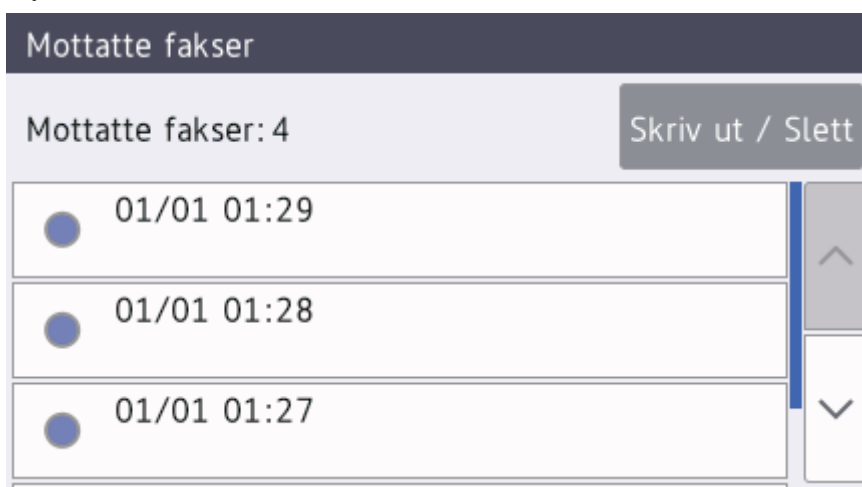 Mottatte fakser
Mottatte fakser: 4
Skriv ut / Slett
01/01 01:29
01/01 01:28
01/01 01:27